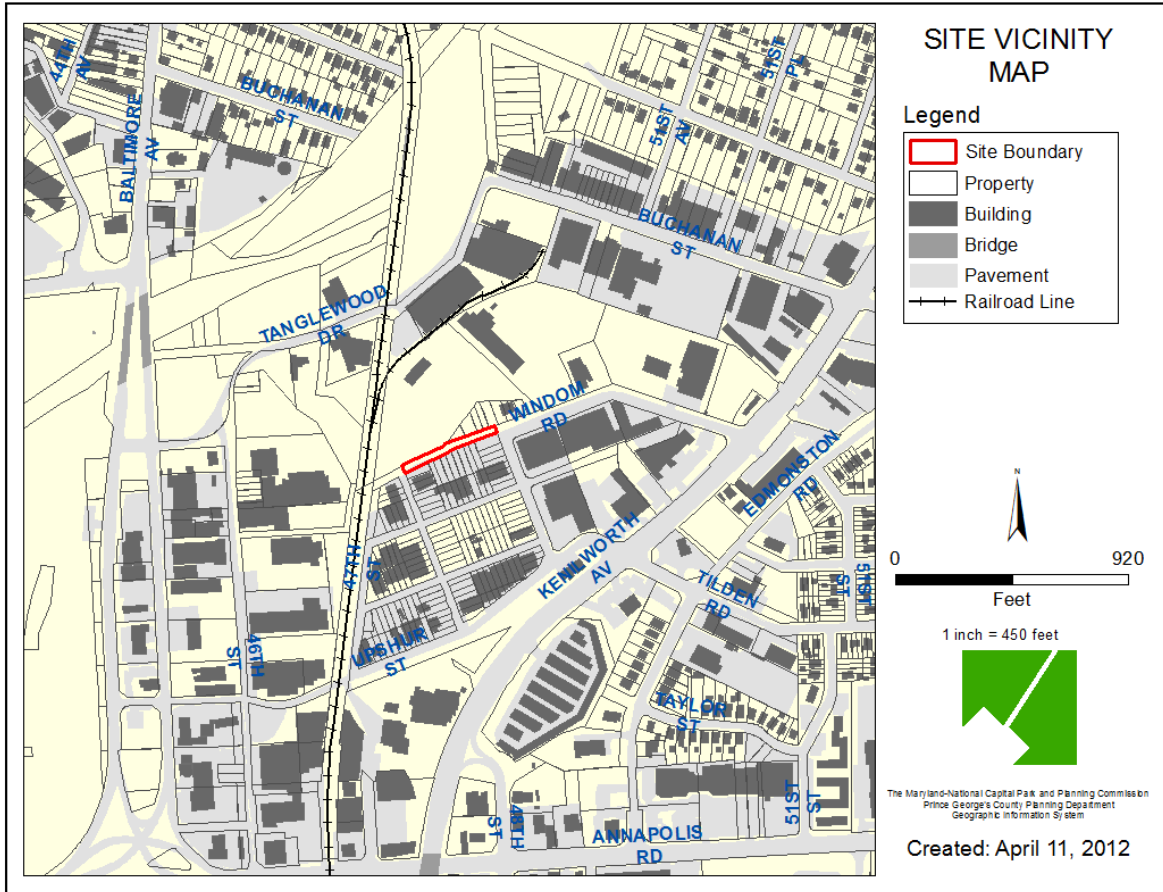 44TH
AV
BALTIMORE
AV
BUCHANAN
ST
51ST
PL
51ST
AV
BUCHANAN
ST
TANGLEWOOD
DR
WINDOM
RD
EDMONSTON
RD
47TH
ST
KENILWORTH
AV
TILDEN
RD
51ST
ST
46TH
ST
UPSHUR
ST
TAYLOR
ST
48TH
ST
51ST
ST
ANNAPOLIS
RD
SITE VICINITY
MAP
Legend
Site Boundary
Property
Building
Bridge
Pavement
Railroad Line
N
0 920
Feet
1 inch = 450 feet
The Maryland-National Capital Park and Planning Commission
Prince George's County Planning Department
Geographic Information System
Created: April 11, 2012